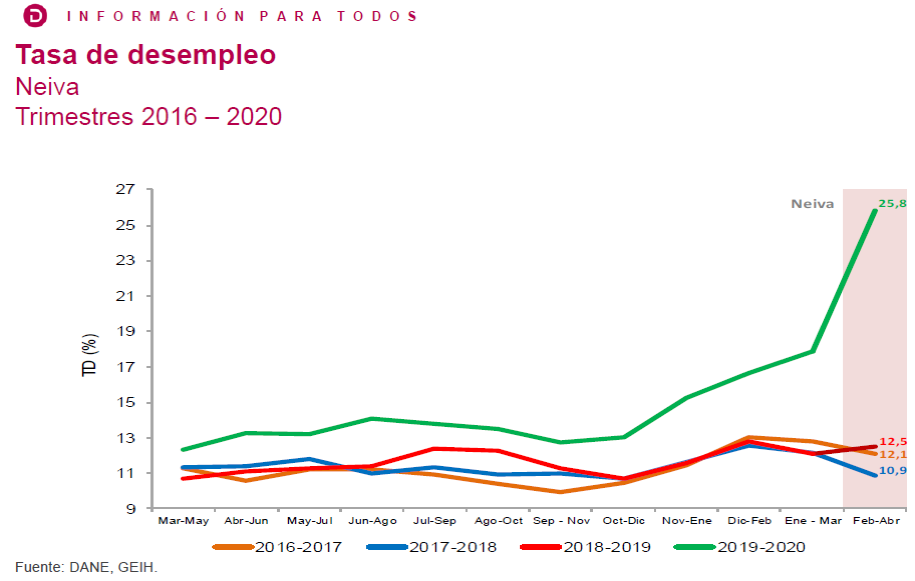 INFORMACIÓN PARA TODOS
Tasa de desempleo
Neiva
Trimestres 2016 – 2020
27
25
23
21
19
17
15
13
11
9
TD (%)
Neiva
25,8
12,5
12,1
10,9
Mar-May Abr-Jun May-Jul Jun-Ago Jul-Sep Ago-Oct Sep - Nov Oct-Dic Nov-Ene Dic-Feb Ene - Mar Feb-Abr
2016-2017 2017-2018 2018-2019 2019-2020
Fuente: DANE, GEIH.